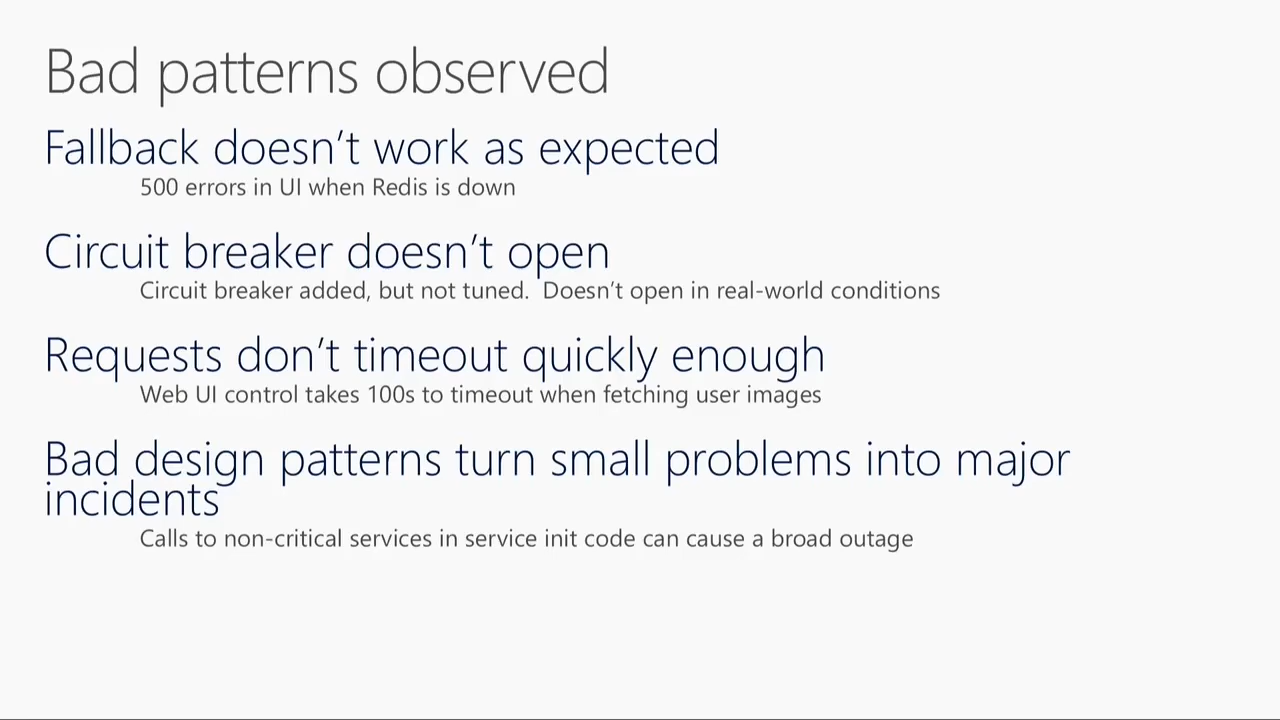 Bad patterns observed
Fallback doesn’t work as expected
500 errors in UI when Redis is down
Circuit breaker doesn’t open
Circuit breaker added, but not tuned.  Doesn’t open in real-world conditions
Requests don’t timeout quickly enough
Web UI control takes 100s to timeout when fetching user images
Bad design patterns turn small problems into major
incidents
Calls to non-critical services in service init code can cause a broad outage